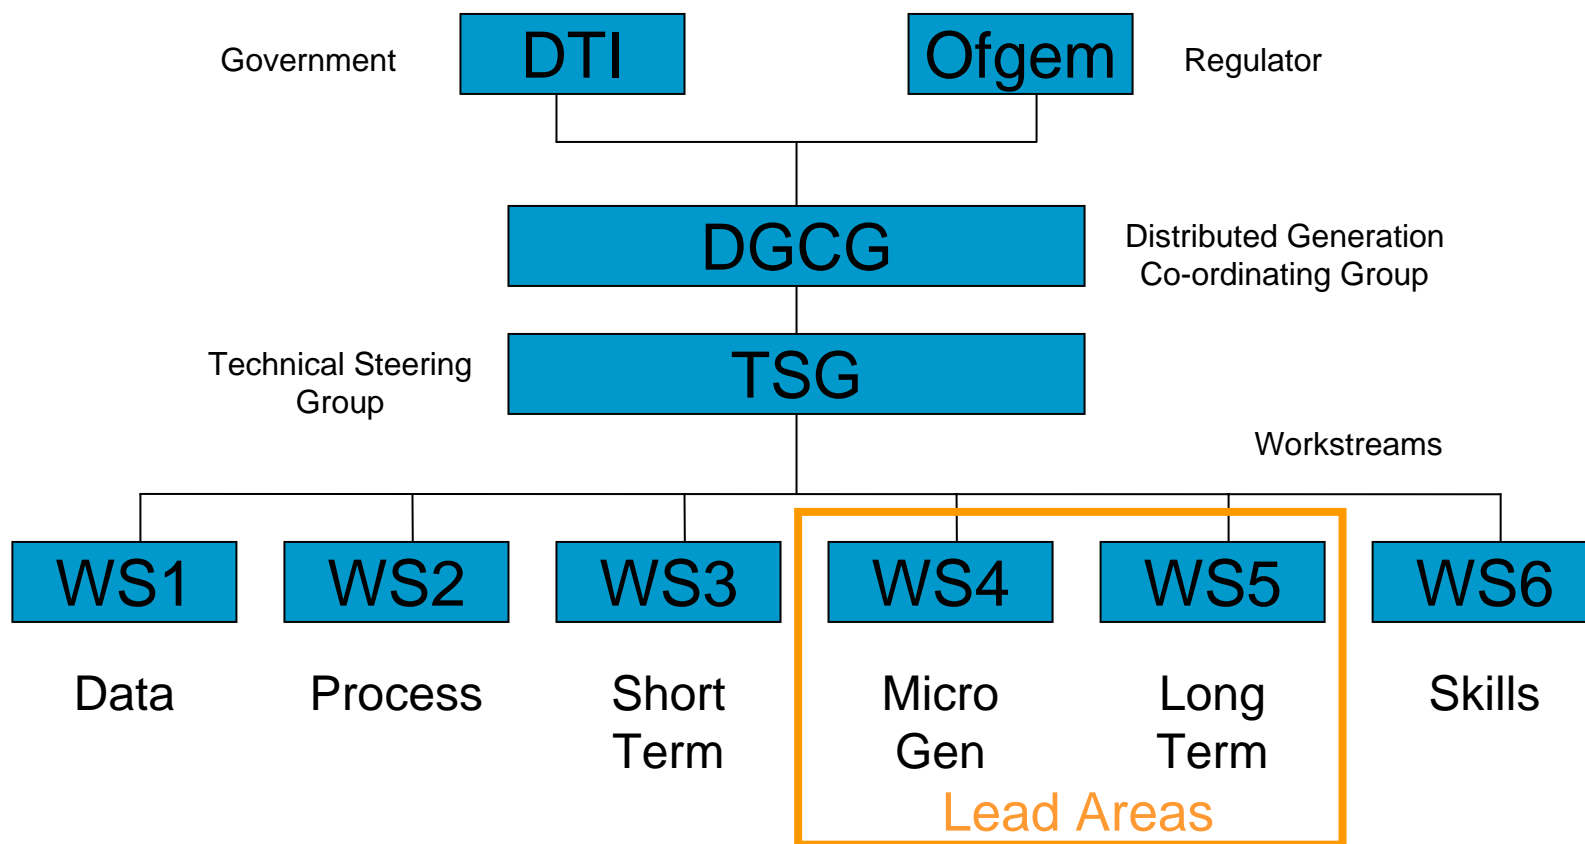 Government
DTI
Ofgem
Regulator
DGCG
Distributed Generation
Co-ordinating Group
Technical Steering
Group
TSG
Workstreams
WS1
WS2
WS3
WS4
WS5
WS6
Data
Process
Short
Term
Micro
Gen
Long
Term
Skills
Lead Areas